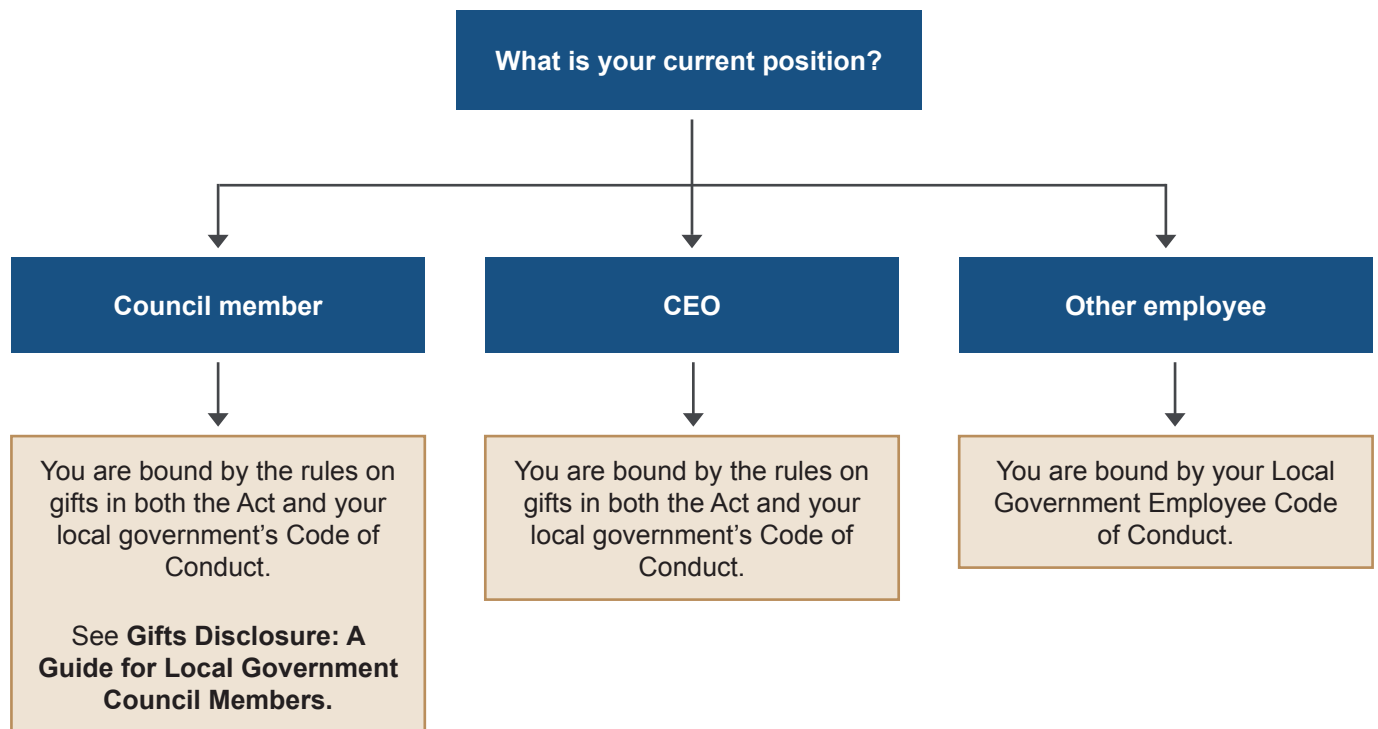 What is your current position?
Council member
CEO
Other employee
You are bound by the rules on
gifts in both the Act and your
local government’s Code of
Conduct.
See Gifts Disclosure: A
Guide for Local Government
Council Members.
You are bound by the rules on
gifts in both the Act and your
local government’s Code of
Conduct.
You are bound by your Local
Government Employee Code
of Conduct.